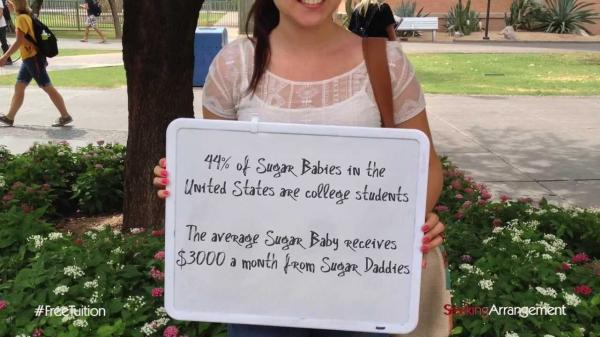 44% of Sugar Babies in the
United States are college students
The average Sugar Baby receives
$3000 a month from Sugar Daddies
#FreeTuition
SeekingArrangement